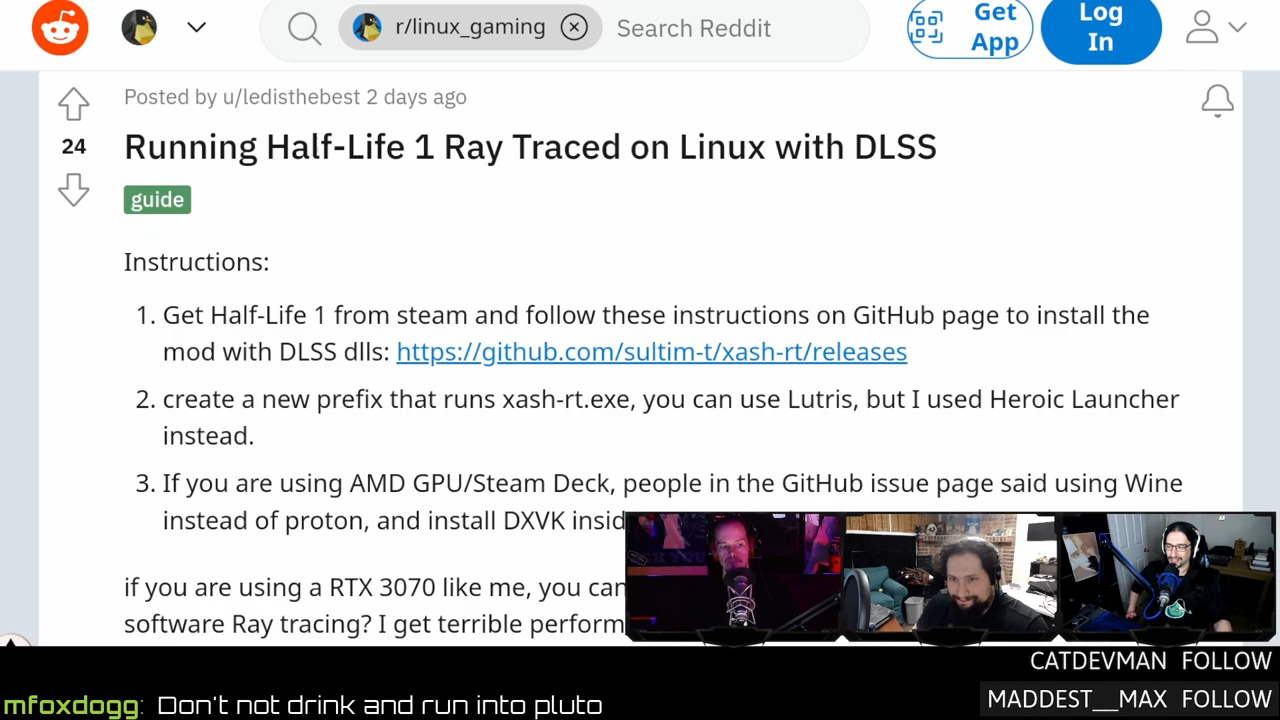 r/linux_gaming
Search Reddit
Get App
Log In
Posted by u/ledisthebest 2 days ago
24
Running Half-Life 1 Ray Traced on Linux with DLSS
guide
Instructions:
1. Get Half-Life 1 from steam and follow these instructions on GitHub page to install the
mod with DLSS dlls: https://github.com/sultim-t/xash-rt/releases
2. create a new prefix that runs xash-rt.exe, you can use Lutris, but I used Heroic Launcher
instead.
3. If you are using AMD GPU/Steam Deck, people in the GitHub issue page said using Wine
instead of proton, and install DXVK insid
if you are using a RTX 3070 like me, you can
software Ray tracing? I get terrible perform
CATDEVMAN FOLLOW
MADDEST__MAX FOLLOW
mfoxdogg: Don't not drink and run into pluto